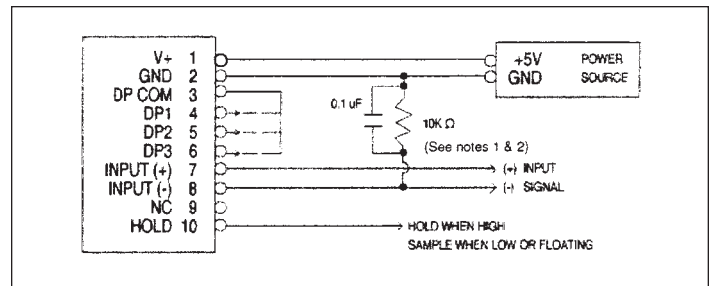 V+ 1
GND 2
DP COM 3
DP1 4
DP2 5
DP3 6
INPUT (+) 7
INPUT (-) 8
NC 9
HOLD 10
+5V POWER
GND SOURCE
0.1 uF
10K Ω
(See notes 1 & 2)
(+) INPUT
(-) SIGNAL
HOLD WHEN HIGH
SAMPLE WHEN LOW OR FLOATING